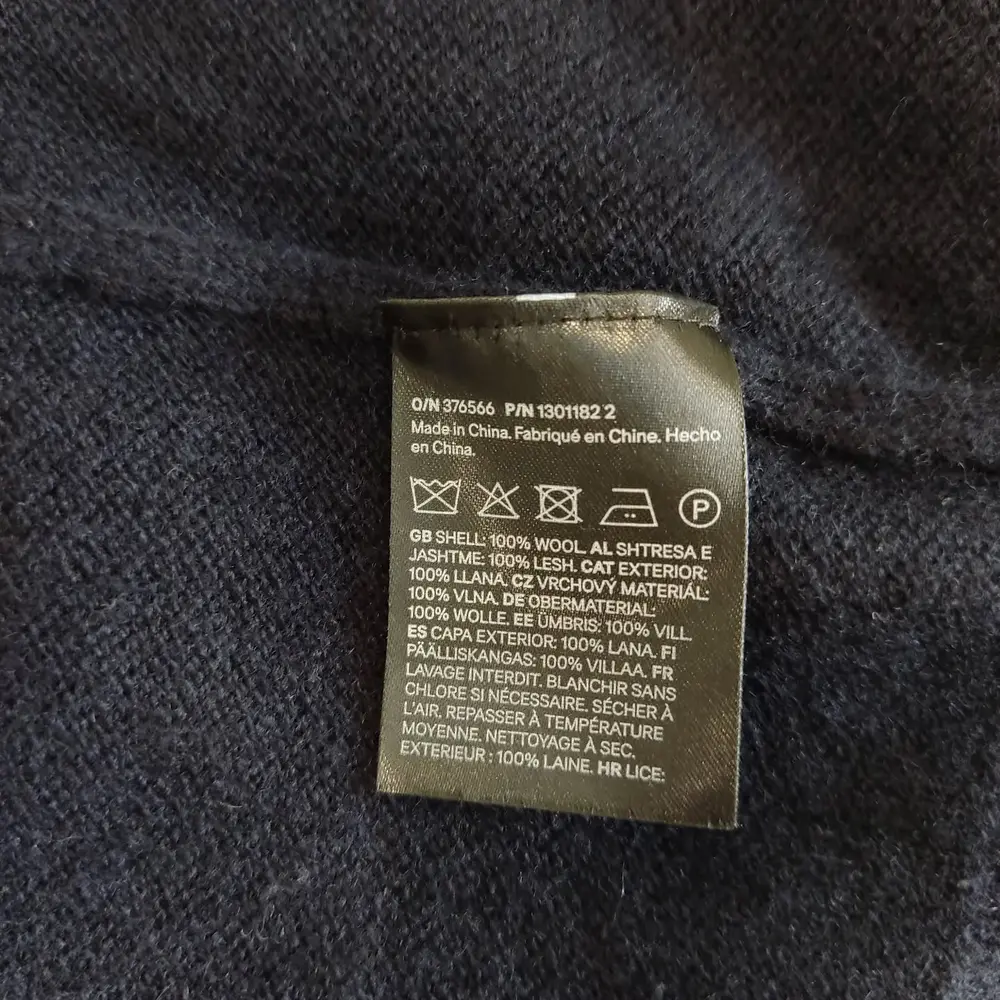 O/N 376566 P/N 1301182 2
Made in China. Fabriqué en Chine. Hecho
en China.
P
GB SHELL: 100% WOOL. AL SHTRESA E
JASHTME: 100% LESH. CAT EXTERIOR:
100% LLANA. CZ VRCHOVÝ MATERIÁL:
100% VLNA. DE OBERMATERIAL:
100% WOLLE. EE ÜMBRIS: 100% VILL.
ES CAPA EXTERIOR: 100% LANA. FI
PÄÄLLISKANGAS: 100% VILLAA. FR
LAVAGE INTERDIT. BLANCHIR SANS
CHLORE SI NÉCESSAIRE. SÉCHER À
L'AIR. REPASSER À TEMPÉRATURE
MOYENNE. NETTOYAGE À SEC.
EXTERIEUR : 100% LAINE. HR LICE: